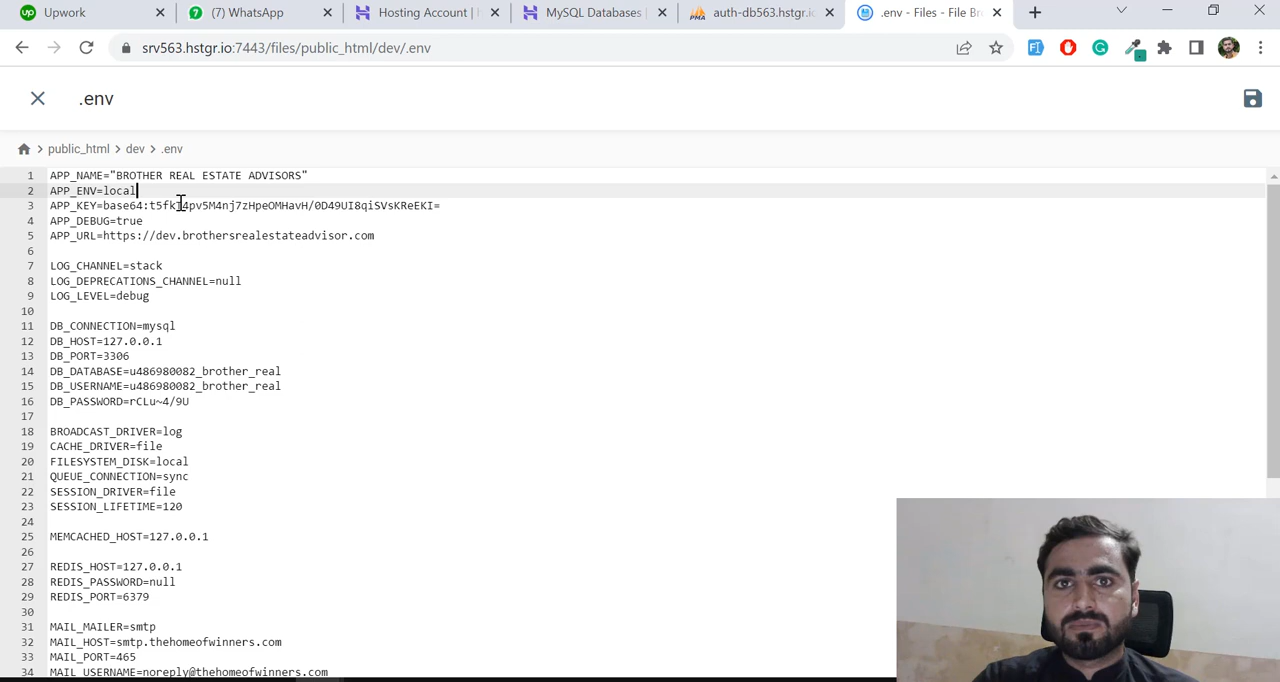 Upwork
(7) WhatsApp
Hosting Account | h
MySQL Databases |
auth-db563.hstgr.io
.env - Files - File Br
srv563.hstgr.io:7443/files/public_html/dev/.env
.env
public_html > dev > .env
1 APP_NAME="BROTHER REAL ESTATE ADVISORS"
2 APP_ENV=local
3
4 APP_DEBUG=true
5 APP_URL=https://dev.brothersrealestateadvisor.com
6
7 LOG_CHANNEL=stack
8 LOG_DEPRECATIONS_CHANNEL=null
9 LOG_LEVEL=debug
10
11 DB_CONNECTION=mysql
12 DB_HOST=127.0.0.1
13 DB_PORT=3306
14 DB_DATABASE=u486980082_brother_real
15 DB_USERNAME=u486980082_brother_real
16 DB_PASSWORD=rCLu~4/9U
17
18 BROADCAST_DRIVER=log
19 CACHE_DRIVER=file
20 FILESYSTEM_DISK=local
21 QUEUE_CONNECTION=sync
22 SESSION_DRIVER=file
23 SESSION_LIFETIME=120
24
25 MEMCACHED_HOST=127.0.0.1
26
27 REDIS_HOST=127.0.0.1
28 REDIS_PASSWORD=null
29 REDIS_PORT=6379
30
31 MAIL_MAILER=smtp
32 MAIL_HOST=smtp.thehomeofwinners.com
33 MAIL_PORT=465
34 MAIL_USERNAME=noreply@thehomeofwinners.com